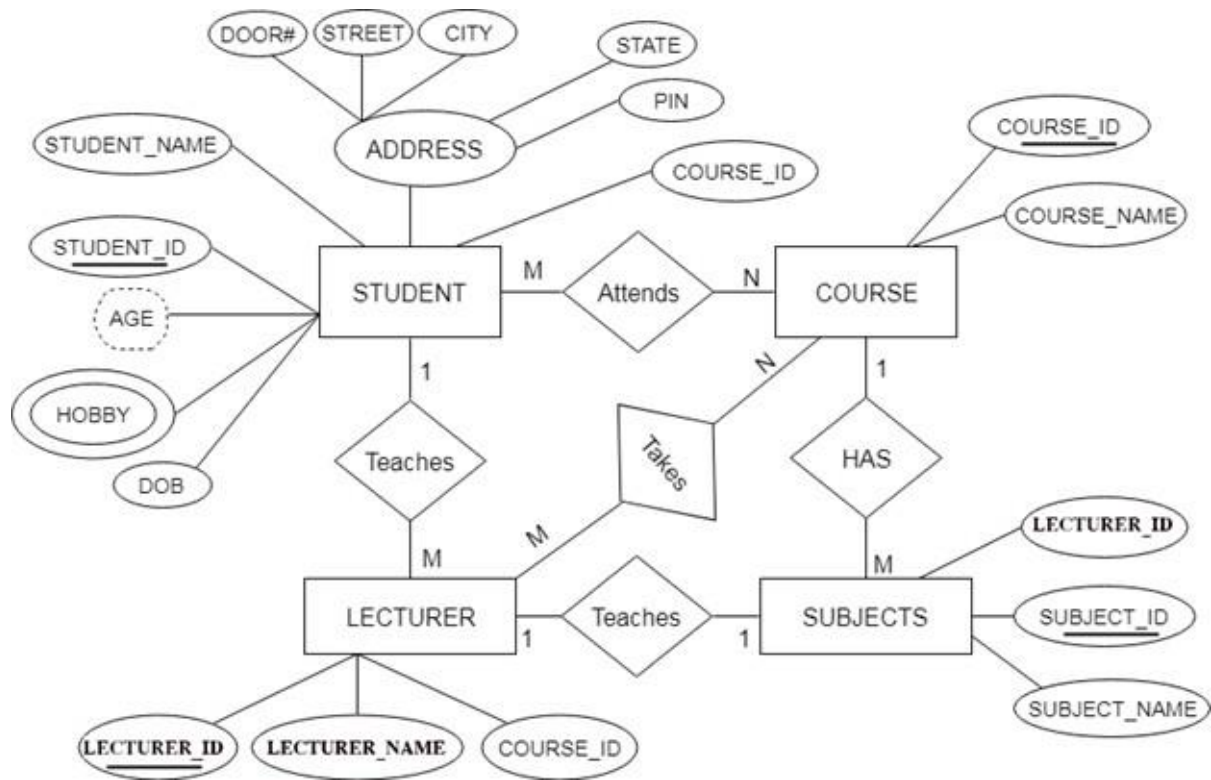 DOOR#
STREET
CITY
STATE
PIN
STUDENT_NAME
ADDRESS
COURSE_ID
COURSE_ID
COURSE_NAME
STUDENT_ID
AGE
HOBBY
DOB
STUDENT
M
Attends
N
COURSE
1
Teaches
M
N
Takes
M
1
HAS
M
LECTURER
1
Teaches
1
SUBJECTS
LECTURER_ID
SUBJECT_ID
SUBJECT_NAME
LECTURER_ID
LECTURER_NAME
COURSE_ID